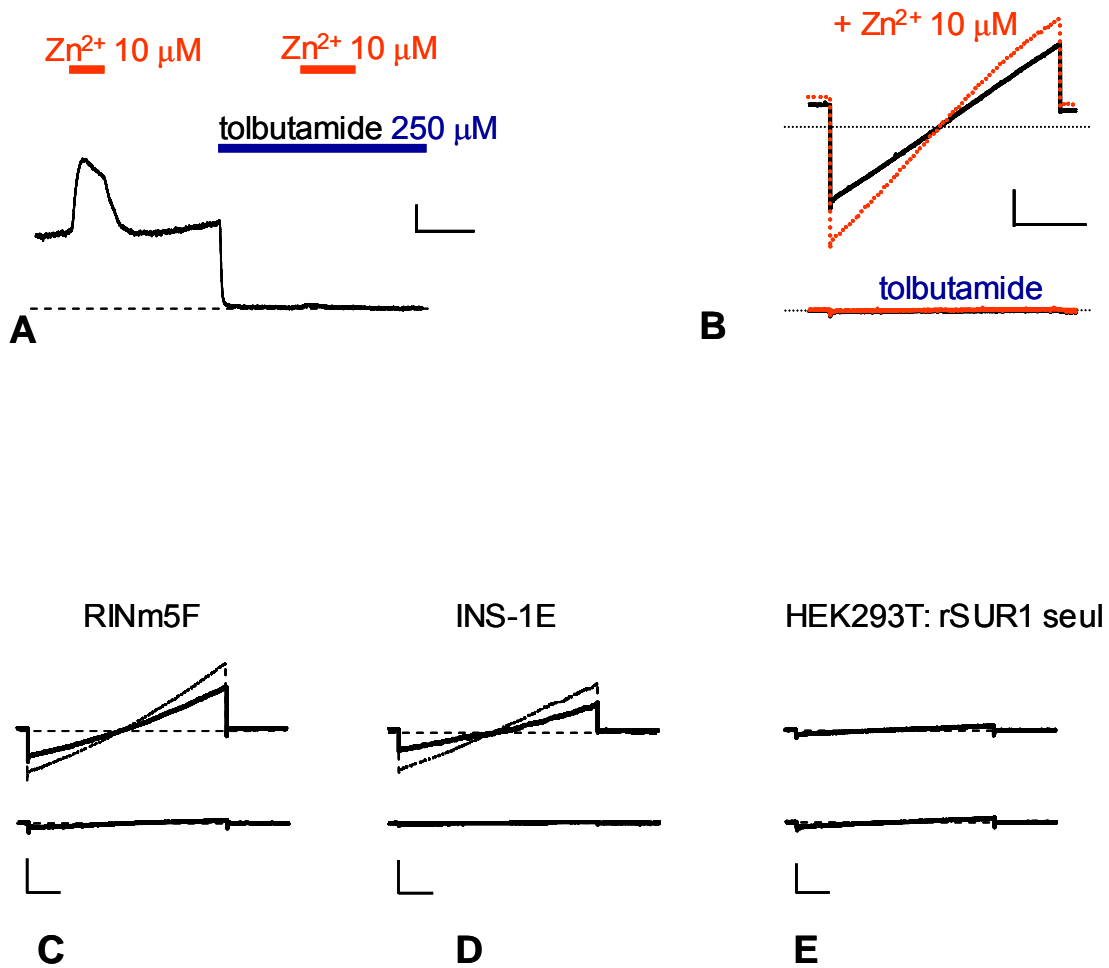 Zn²⁺ 10 µM
Zn²⁺ 10 µM
tolbutamide 250 µM
A
+ Zn²⁺ 10 µM
tolbutamide
B
RINm5F
INS-1E
HEK293T: rSUR1 seul
C
D
E